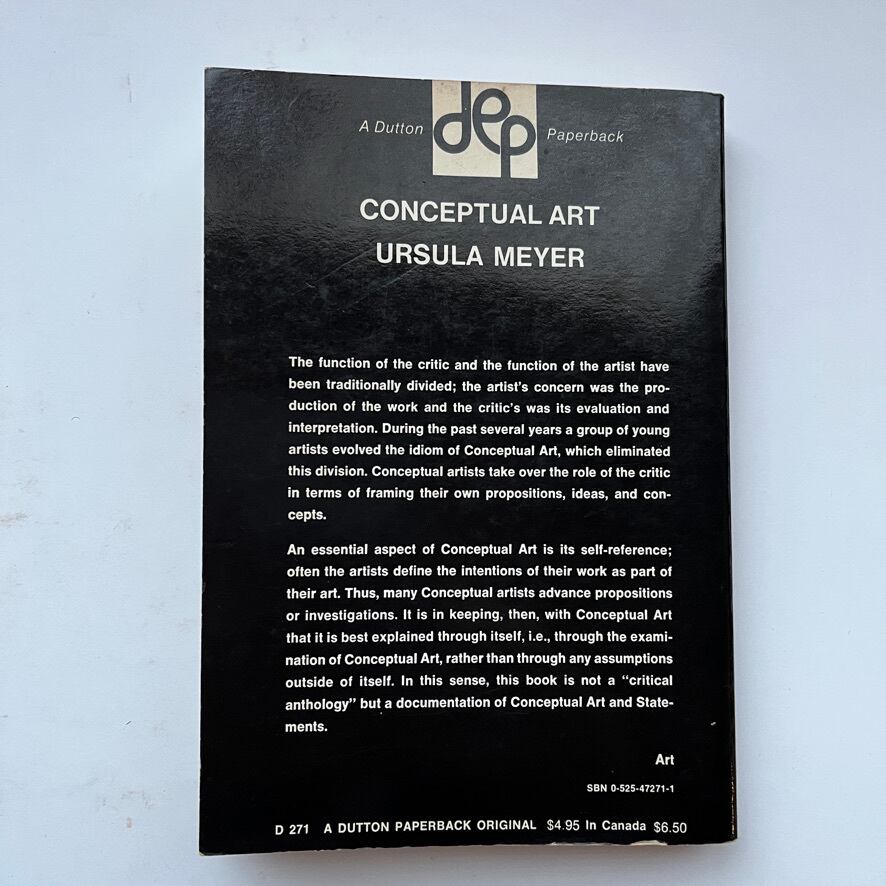 A Dutton dep Paperback
CONCEPTUAL ART
URSULA MEYER
The function of the critic and the function of the artist have
been traditionally divided; the artist's concern was the pro-
duction of the work and the critic's was its evaluation and
interpretation. During the past several years a group of young
artists evolved the idiom of Conceptual Art, which eliminated
this division. Conceptual artists take over the role of the critic
in terms of framing their own propositions, ideas, and con-
cepts.
An essential aspect of Conceptual Art is its self-reference;
often the artists define the intentions of their work as part of
their art. Thus, many Conceptual artists advance propositions
or investigations. It is in keeping, then, with Conceptual Art
that it is best explained through itself, i.e., through the exami-
nation of Conceptual Art, rather than through any assumptions
outside of itself. In this sense, this book is not a “critical
anthology” but a documentation of Conceptual Art and State-
ments.
Art
SBN 0-525-47271-1
D 271 A DUTTON PAPERBACK ORIGINAL $4.95 In Canada $6.50